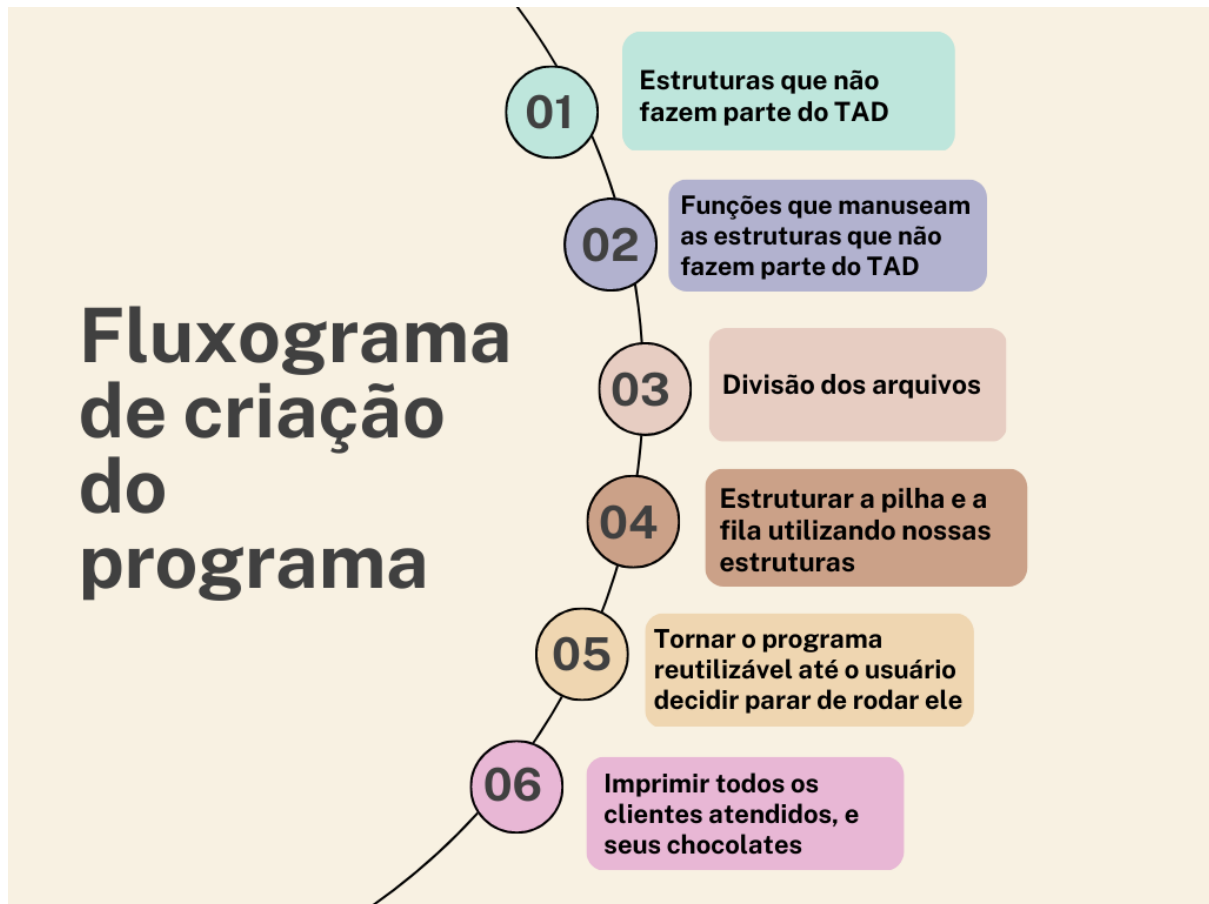 Fluxograma
de criação
do
programa
01
Estruturas que não
fazem parte do TAD
02
Funções que manuseam
as estruturas que não
fazem parte do TAD
03
Divisão dos arquivos
04
Estruturar a pilha e a
fila utilizando nossas
estruturas
05
Tornar o programa
reutilizável até o usuário
decidir parar de rodar ele
06
Imprimir todos os
clientes atendidos, e
seus chocolates